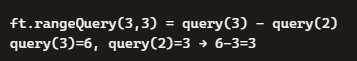 ft.rangeQuery(3,3) = query(3) - query(2)
query(3)=6, query(2)=3 → 6-3=3